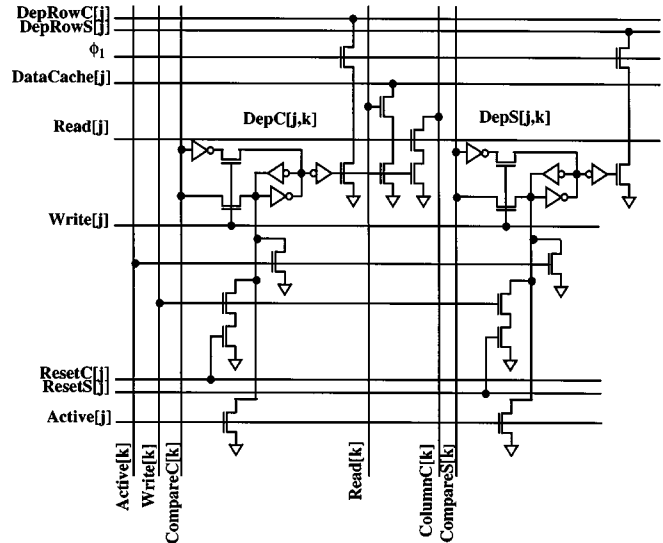 DepRowC[j]
DepRowS[j]
ϕ1
DataCache[j]
DepC[j,k]
DepS[j,k]
Read[j]
Write[j]
ResetC[j]
ResetS[j]
Active[j]
Active[k]
Write[k]
CompareC[k]
Read[k]
ColumnC[k]
CompareS[k]